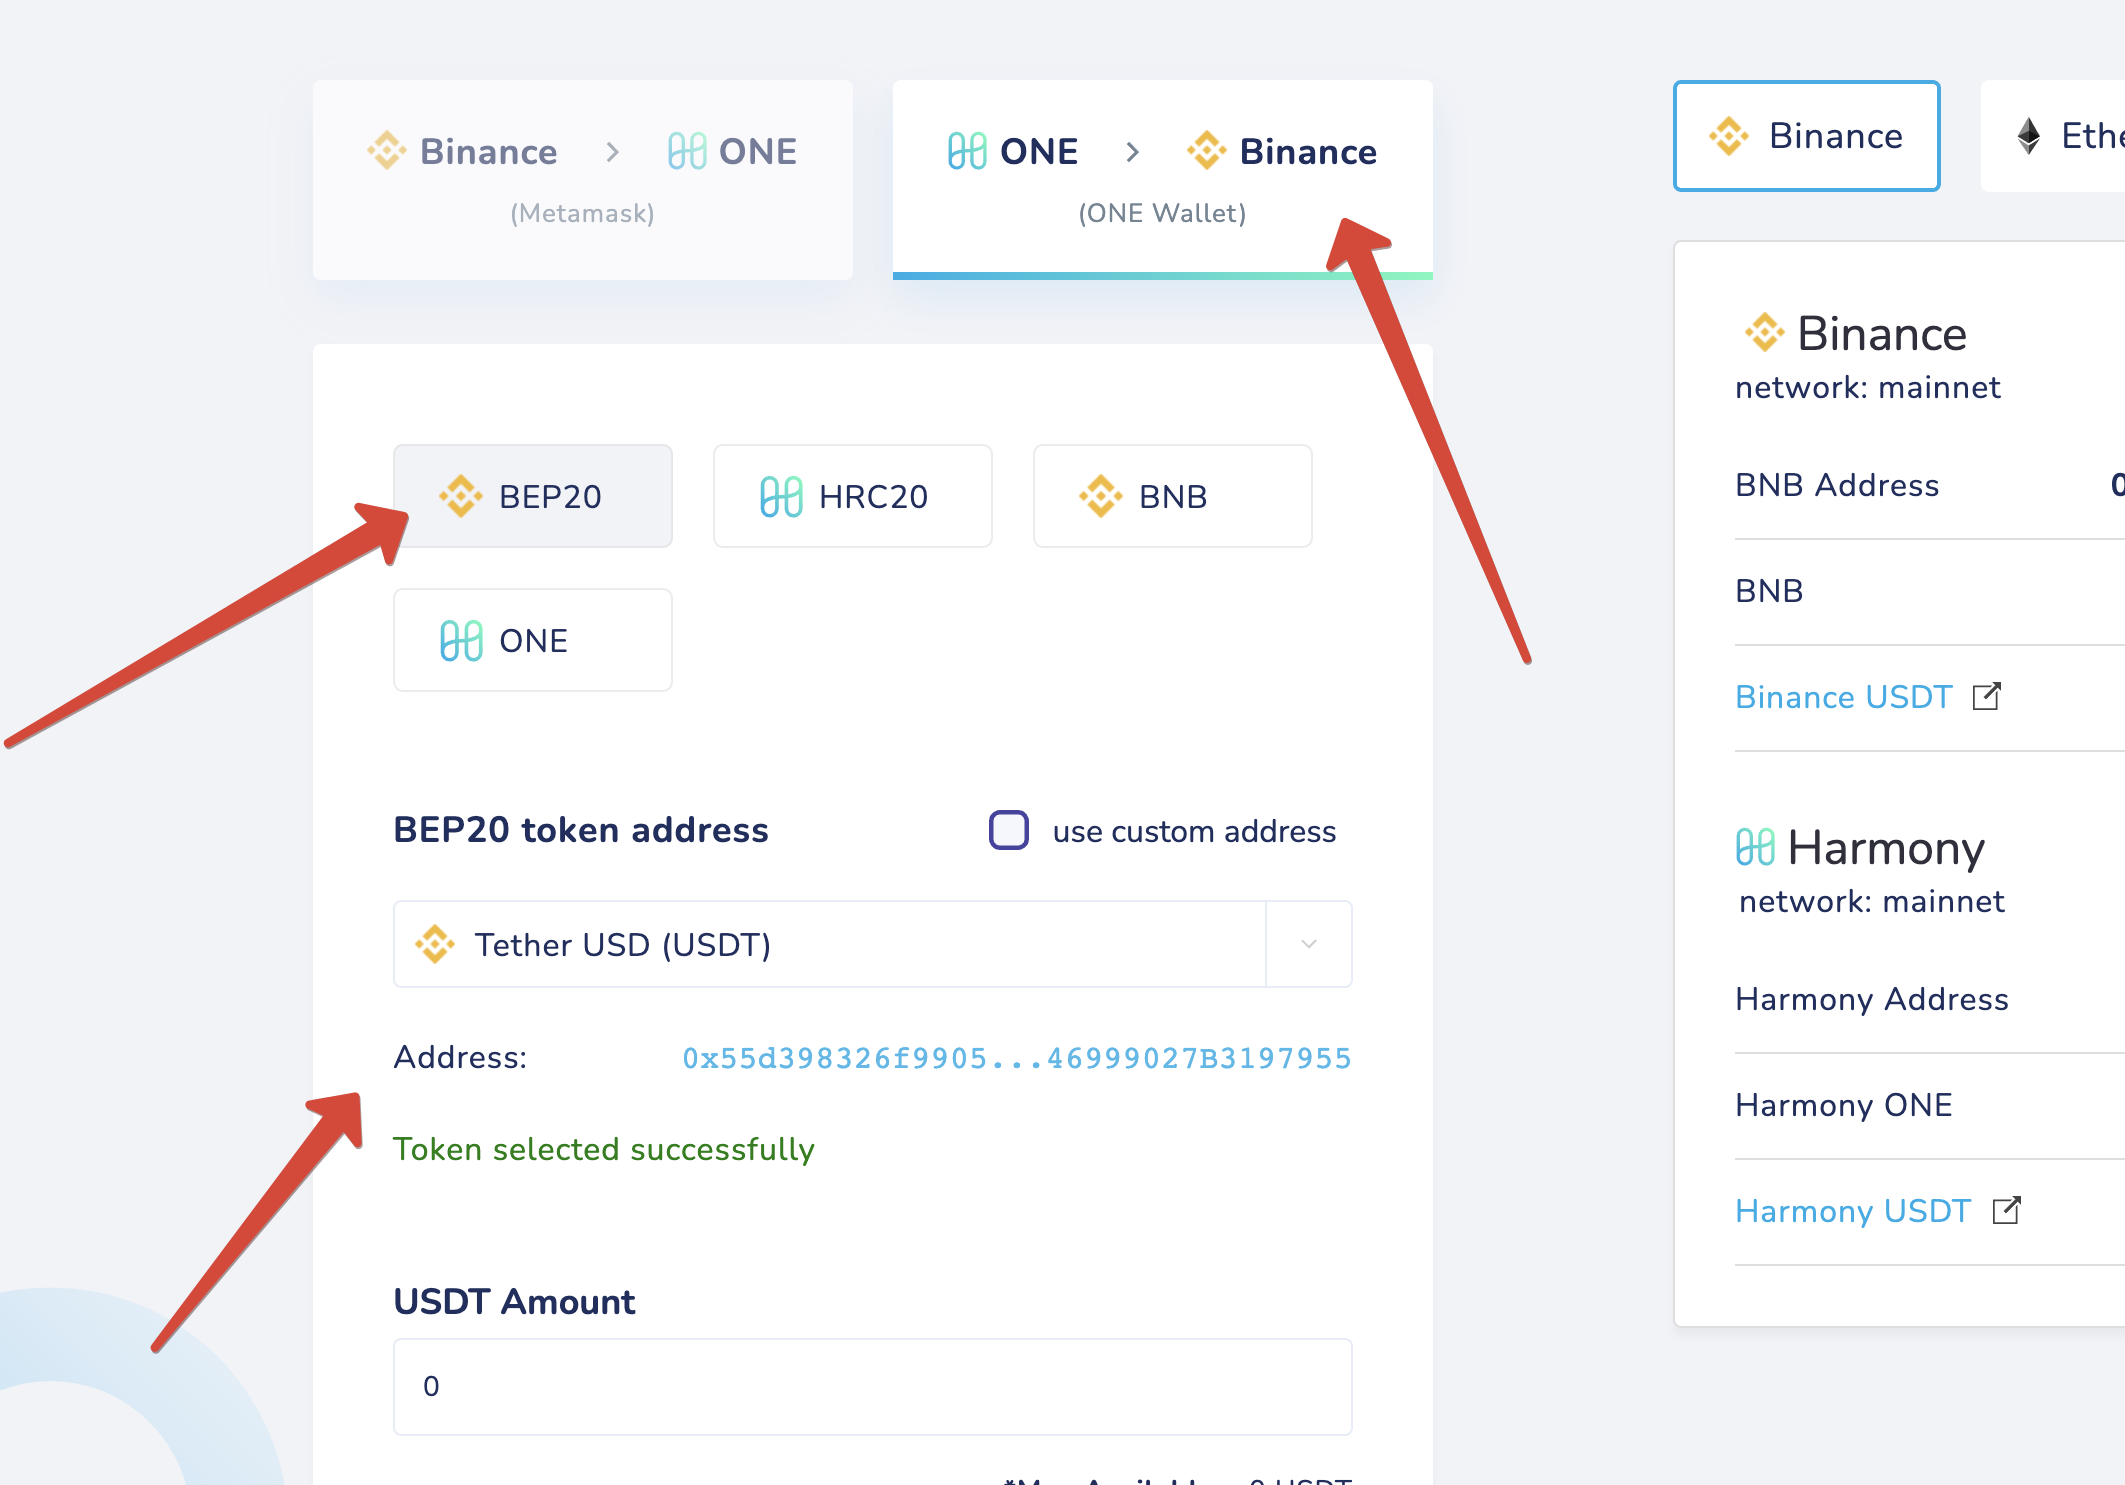 Binance > ONE
(Metamask)
ONE > Binance
(ONE Wallet)
BEP20
HRC20
BNB
ONE
BEP20 token address
use custom address
Tether USD (USDT)
Address: 0x55d398326f9905...46999027B3197955
Token selected successfully
USDT Amount
0
Binance
Binance
network: mainnet
BNB Address
BNB
Binance USDT
Harmony
network: mainnet
Harmony Address
Harmony ONE
Harmony USDT